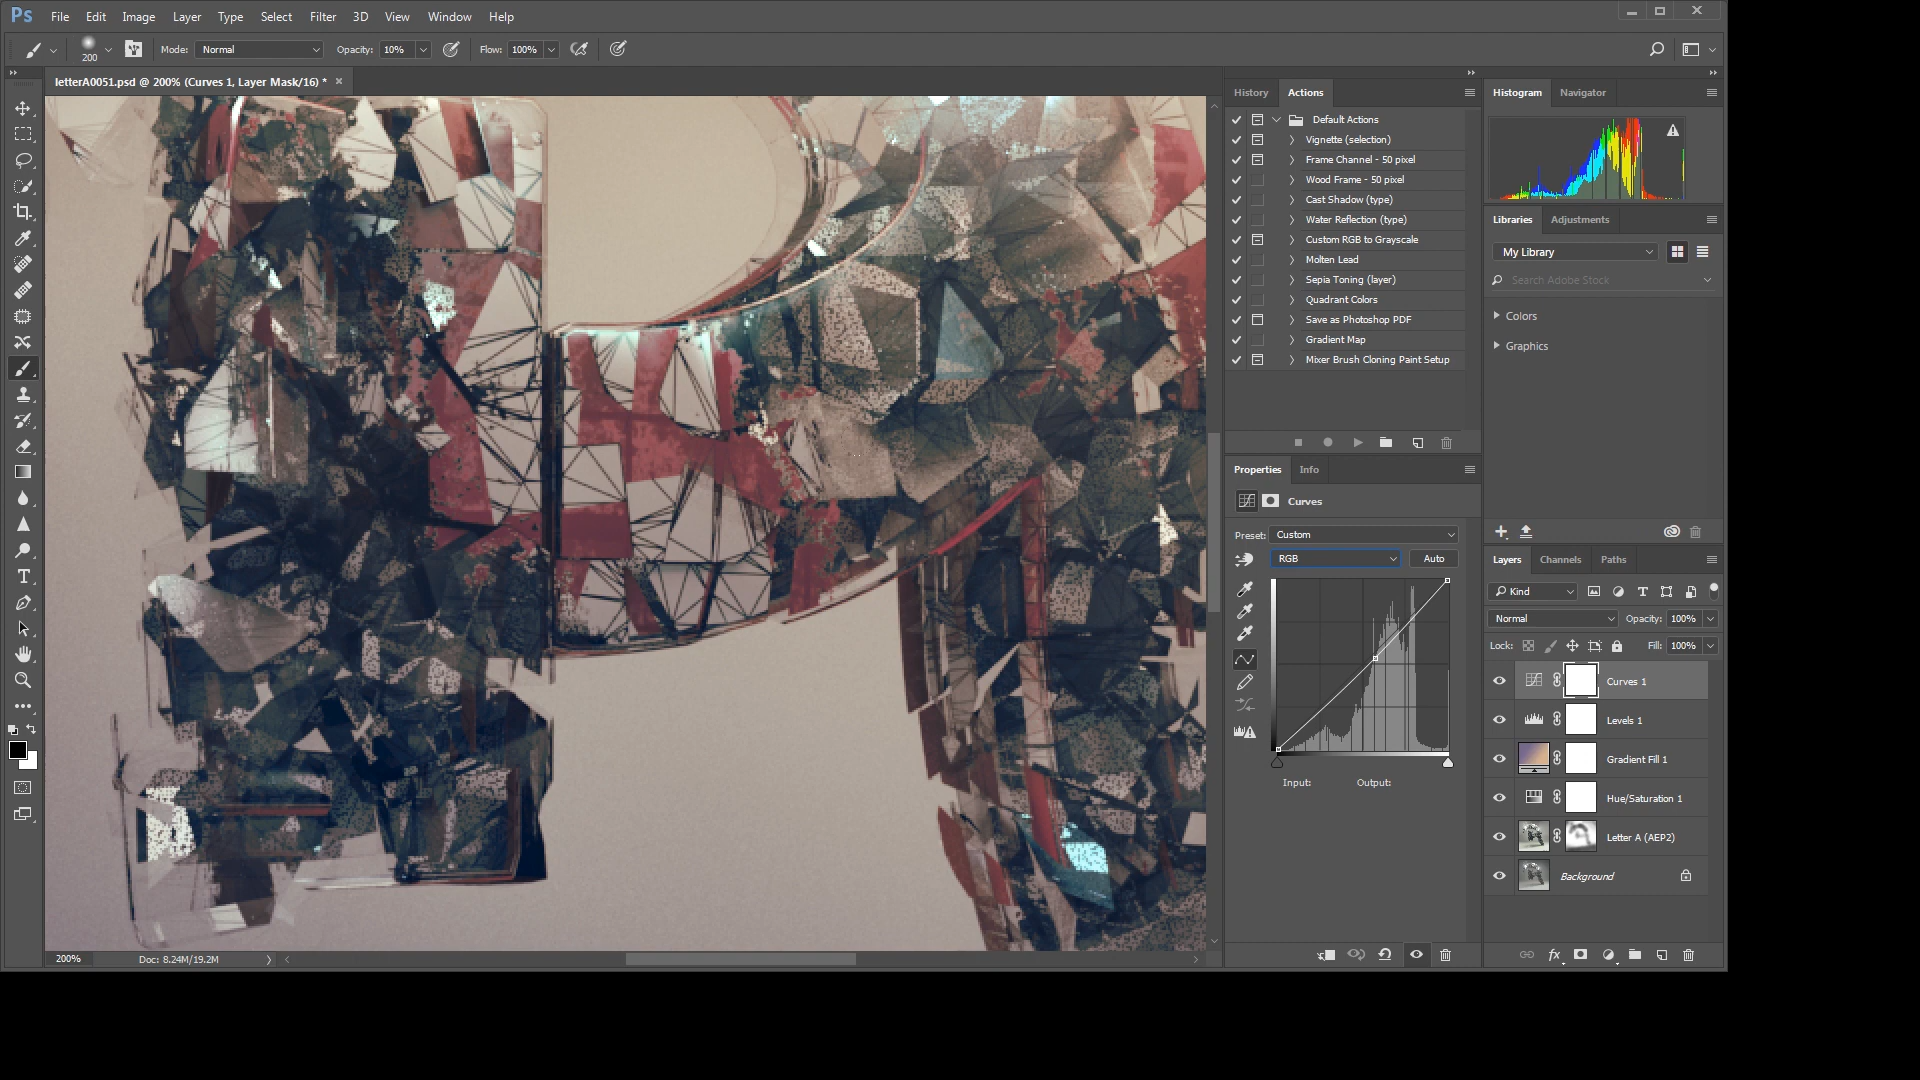 Ps File Edit Image Layer Type Select Filter 3D View Window Help
200 Mode: Normal Opacity: 10% Flow: 100%
letterA0051.psd @ 200% (Curves 1, Layer Mask/16) *
History Actions
Default Actions
Vignette (selection)
Frame Channel - 50 pixel
Wood Frame - 50 pixel
Cast Shadow (type)
Water Reflection (type)
Custom RGB to Grayscale
Molten Lead
Sepia Toning (layer)
Quadrant Colors
Save as Photoshop PDF
Gradient Map
Mixer Brush Cloning Paint Setup
Properties Info
Curves
Preset: Custom
RGB Auto
Input: Output:
Histogram Navigator
Libraries Adjustments
My Library
Search Adobe Stock
Colors
Graphics
Layers Channels Paths
Kind
Normal Opacity: 100%
Lock: Fill: 100%
Curves 1
Levels 1
Gradient Fill 1
Hue/Saturation 1
Letter A (AEP2)
Background
fx
200% Doc: 8.24M/19.2M